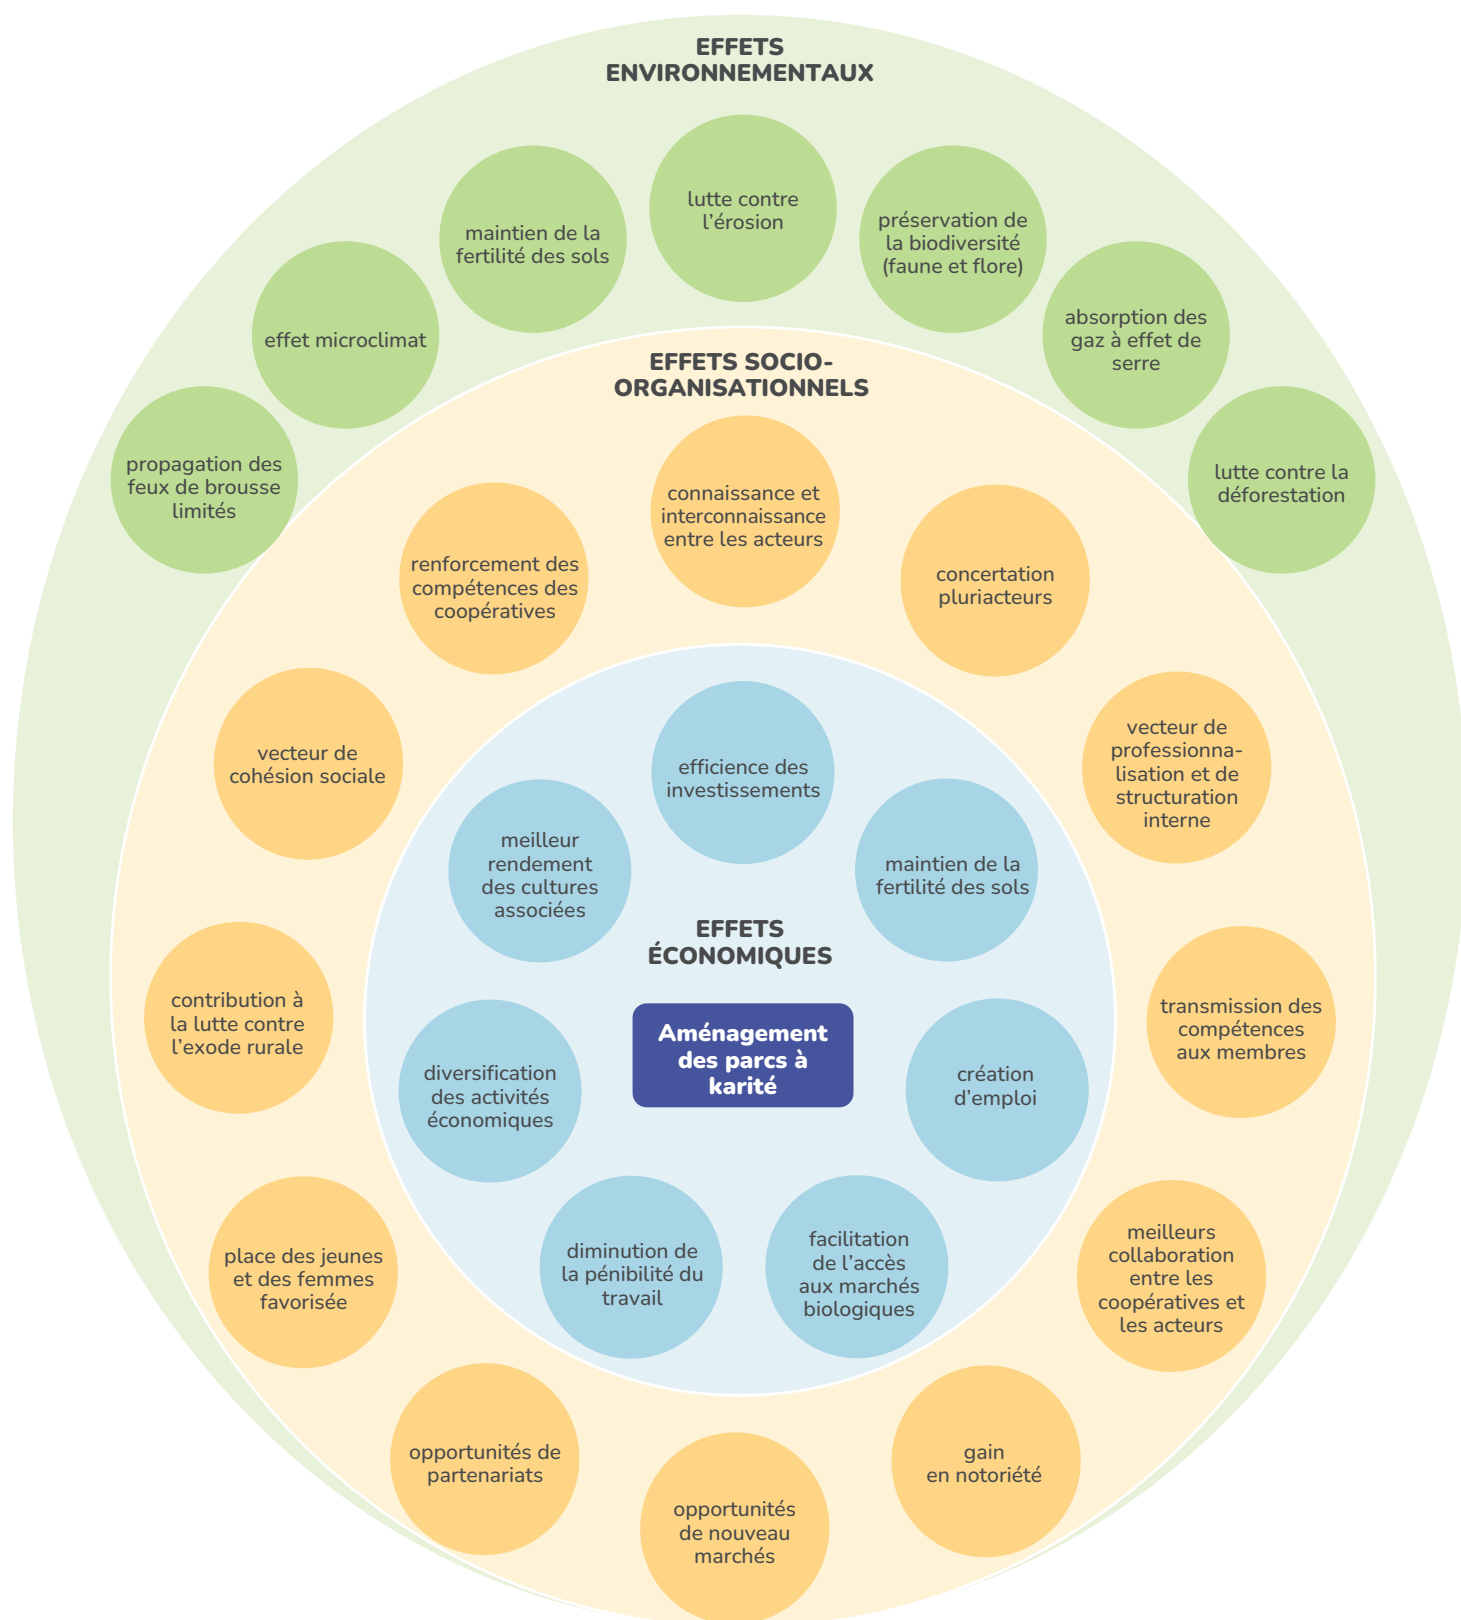 EFFETS
ENVIRONNEMENTAUX
lutte contre
l’érosion
maintien de la
fertilité des sols
préservation de
la biodiversité
(faune et flore)
effet microclimat
absorption des
gaz à effet de
serre
propagation des
feux de brousse
limités
lutte contre la
déforestation
EFFETS SOCIO-
ORGANISATIONNELS
connaissance et
interconnaissance
entre les acteurs
renforcement des
compétences des
coopératives
concertation
pluriacteurs
vecteur de
cohésion sociale
vecteur de
professionna-
lisation et de
structuration
interne
contribution à
la lutte contre
l’exode rurale
transmission des
compétences
aux membres
place des jeunes
et des femmes
favorisée
meilleurs
collaboration
entre les
coopératives et
les acteurs
opportunités de
partenariats
gain
en notoriété
opportunités
de nouveau
marchés
efficience des
investissements
meilleur
rendement
des cultures
associées
maintien de la
fertilité des sols
EFFETS
ÉCONOMIQUES
Aménagement
des parcs à
karité
diversification
des activités
économiques
création
d’emploi
diminution de
la pénibilité du
travail
facilitation
de l’accès
aux marchés
biologiques